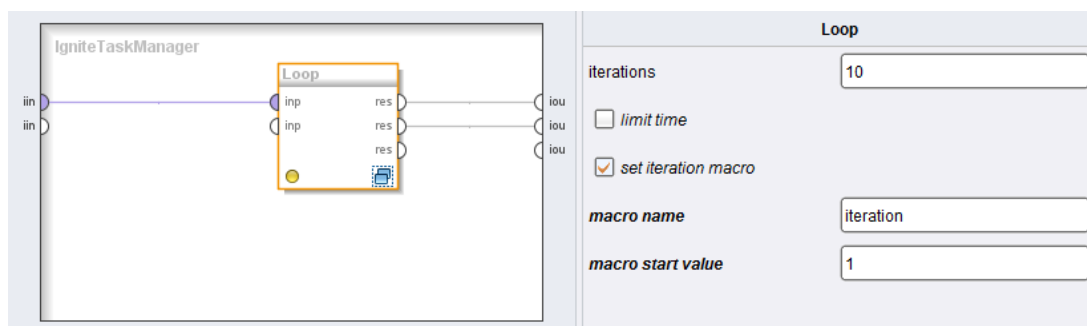 IgniteTaskManager
Loop
iin
inp
res
iou
iin
inp
res
iou
res
iou
Loop
iterations
10
limit time
set iteration macro
macro name
iteration
macro start value
1